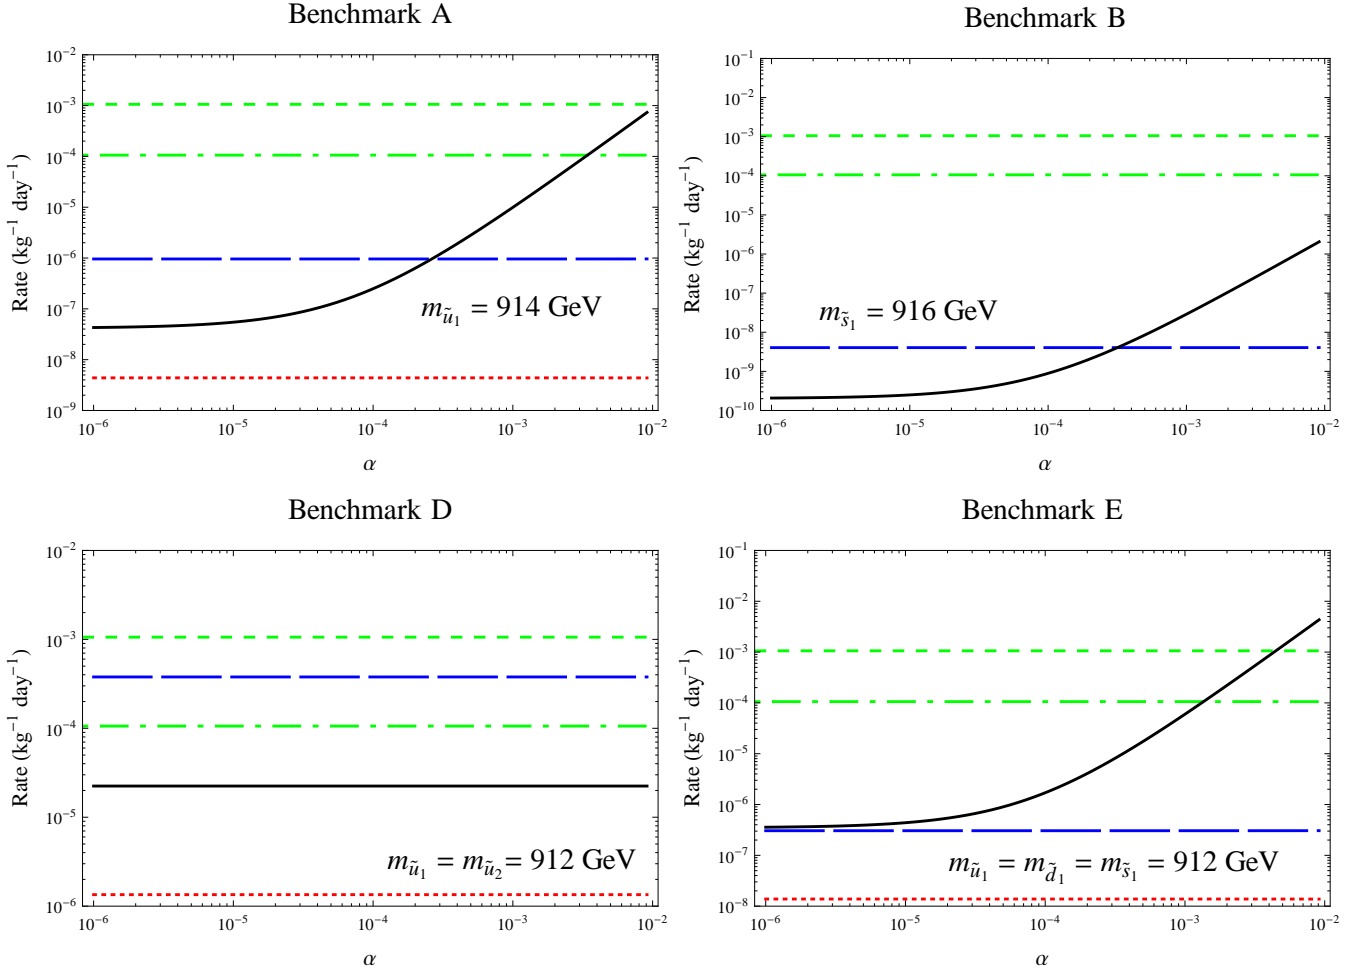 Benchmark A
10⁻²
10⁻³
10⁻⁴
10⁻⁵
10⁻⁶
10⁻⁷
10⁻⁸
10⁻⁹
Rate (kg⁻¹ day⁻¹)
m_ũ₁ = 914 GeV
10⁻⁶ 10⁻⁵ 10⁻⁴ 10⁻³ 10⁻²
α
Benchmark B
10⁻¹
10⁻²
10⁻³
10⁻⁴
10⁻⁵
10⁻⁶
10⁻⁷
10⁻⁸
10⁻⁹
10⁻¹⁰
Rate (kg⁻¹ day⁻¹)
m_s̃₁ = 916 GeV
10⁻⁶ 10⁻⁵ 10⁻⁴ 10⁻³ 10⁻²
α
Benchmark D
10⁻²
10⁻³
10⁻⁴
10⁻⁵
10⁻⁶
Rate (kg⁻¹ day⁻¹)
m_ũ₁ = m_ũ₂ = 912 GeV
10⁻⁶ 10⁻⁵ 10⁻⁴ 10⁻³ 10⁻²
α
Benchmark E
10⁻¹
10⁻²
10⁻³
10⁻⁴
10⁻⁵
10⁻⁶
10⁻⁷
10⁻⁸
Rate (kg⁻¹ day⁻¹)
m_ũ₁ = m_d̃₁ = m_s̃₁ = 912 GeV
10⁻⁶ 10⁻⁵ 10⁻⁴ 10⁻³ 10⁻²
α